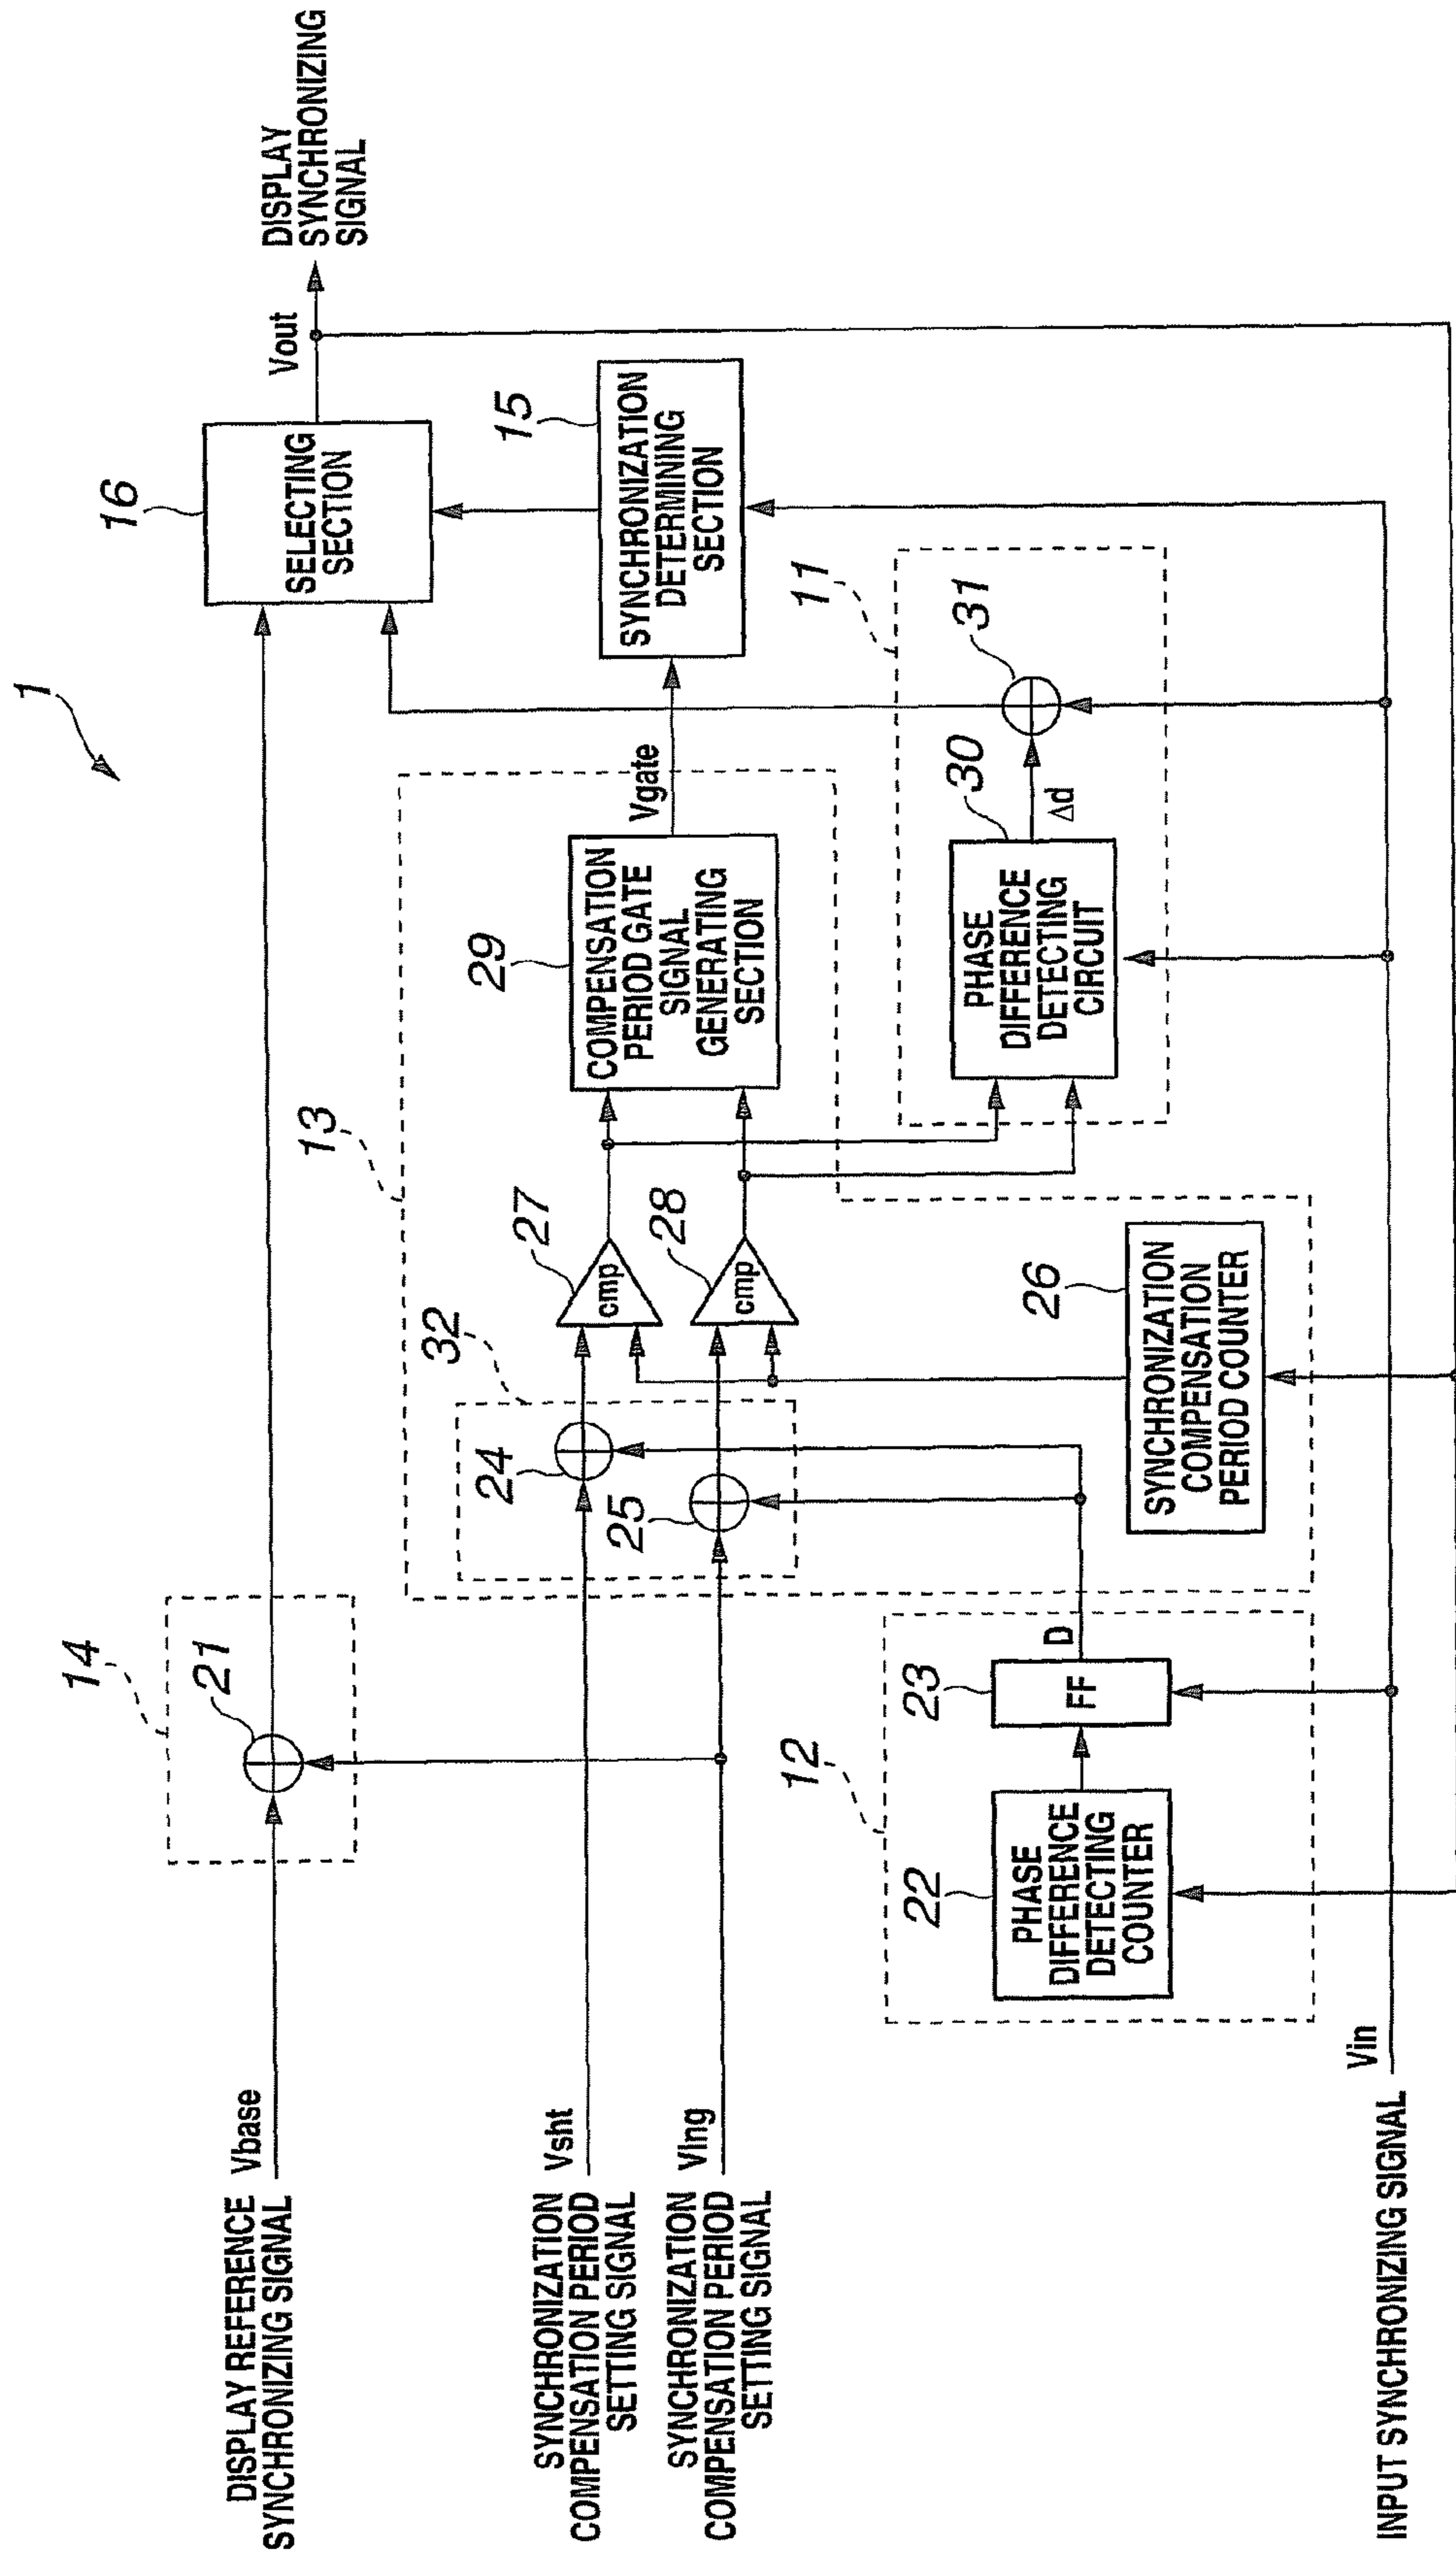 1
DISPLAY REFERENCE
SYNCHRONIZING SIGNAL
Vbase
14
21
16
SELECTING
SECTION
Vout
DISPLAY
SYNCHRONIZING
SIGNAL
13
SYNCHRONIZATION
COMPENSATION PERIOD
SETTING SIGNAL
Vsht
32
24
27
cmp
29
COMPENSATION
PERIOD GATE
SIGNAL
GENERATING
SECTION
Vgate
15
SYNCHRONIZATION
DETERMINING
SECTION
SYNCHRONIZATION
COMPENSATION PERIOD
SETTING SIGNAL
Vlng
25
28
cmp
12
22
PHASE
DIFFERENCE
DETECTING
COUNTER
23
FF
D
26
SYNCHRONIZATION
COMPENSATION
PERIOD COUNTER
11
30
PHASE
DIFFERENCE
DETECTING
CIRCUIT
Δd
31
INPUT SYNCHRONIZING SIGNAL
Vin